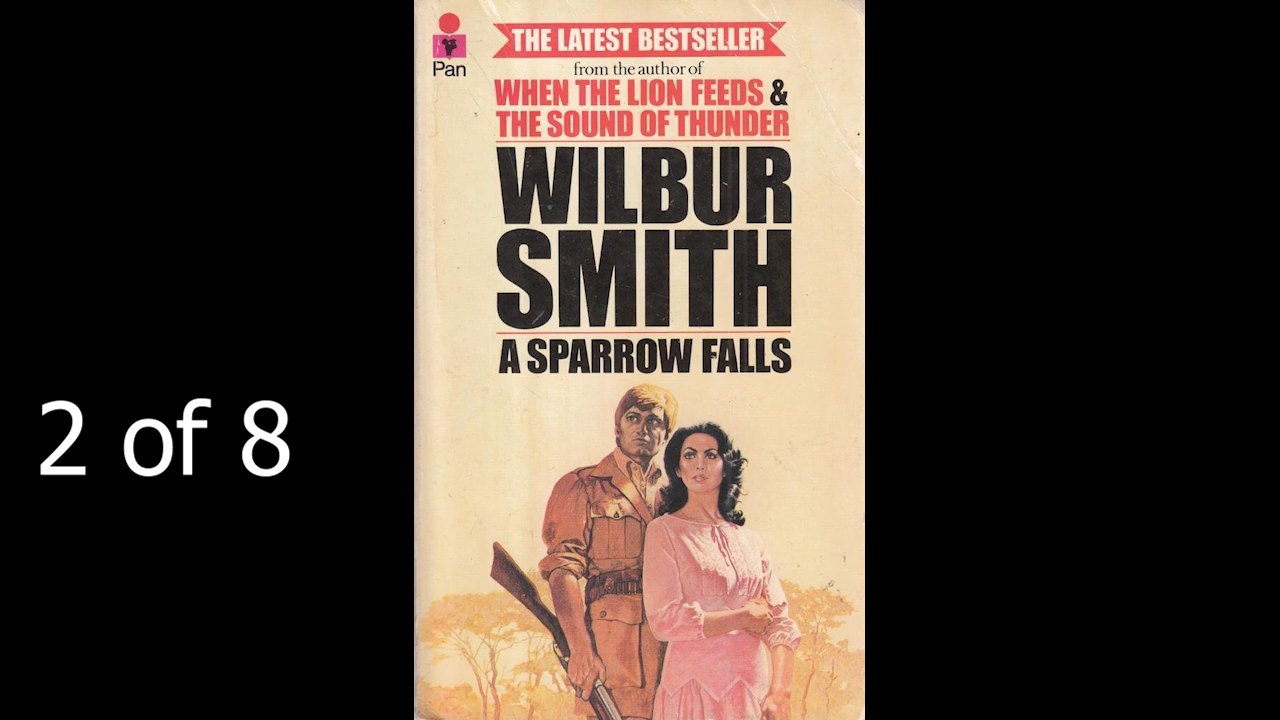 Pan
THE LATEST BESTSELLER
from the author of
WHEN THE LION FEEDS &
THE SOUND OF THUNDER
WILBUR
SMITH
A SPARROW FALLS
2 of 8